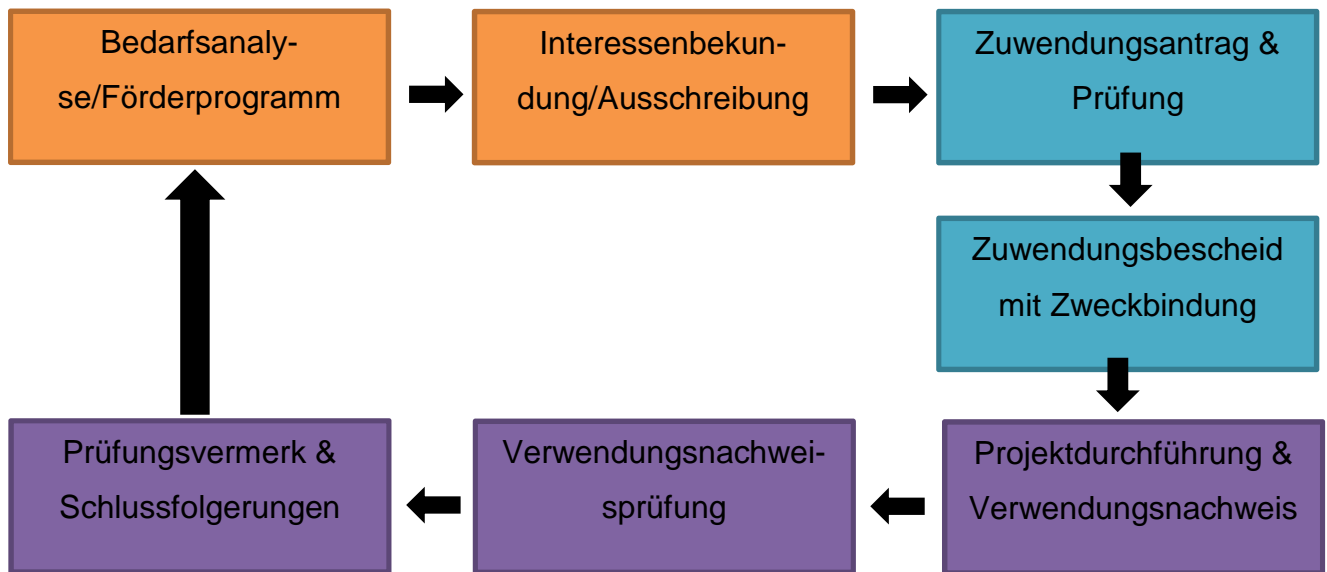 Bedarfsanaly-
se/Förderprogramm
Interessenbekun-
dung/Ausschreibung
Zuwendungsantrag &
Prüfung
Zuwendungsbescheid
mit Zweckbindung
Projektdurchführung &
Verwendungsnachweis
Verwendungsnachwei-
sprüfung
Prüfungsvermerk &
Schlussfolgerungen